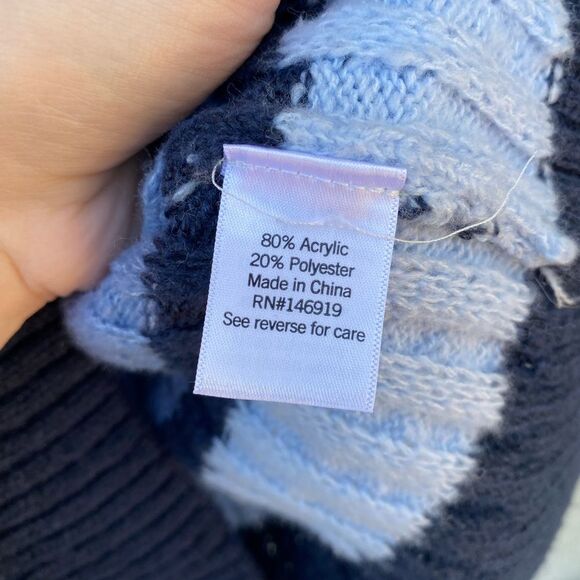 80% Acrylic
20% Polyester
Made in China
RN#146919
See reverse for care